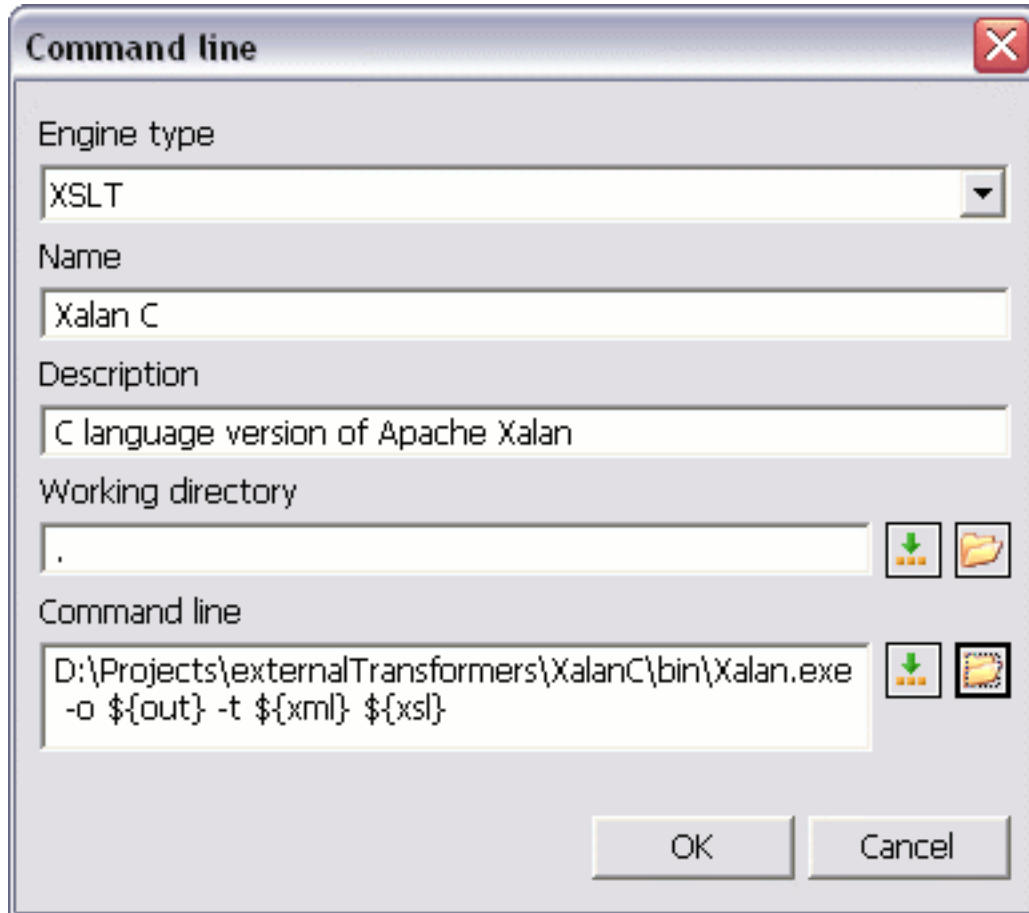 Command line
Engine type
XSLT
Name
Xalan C
Description
C language version of Apache Xalan
Working directory
.
Command line
D:\Projects\externalTransformers\XalanC\bin\Xalan.exe
-o ${out} -t ${xml} ${xsl}
OK Cancel